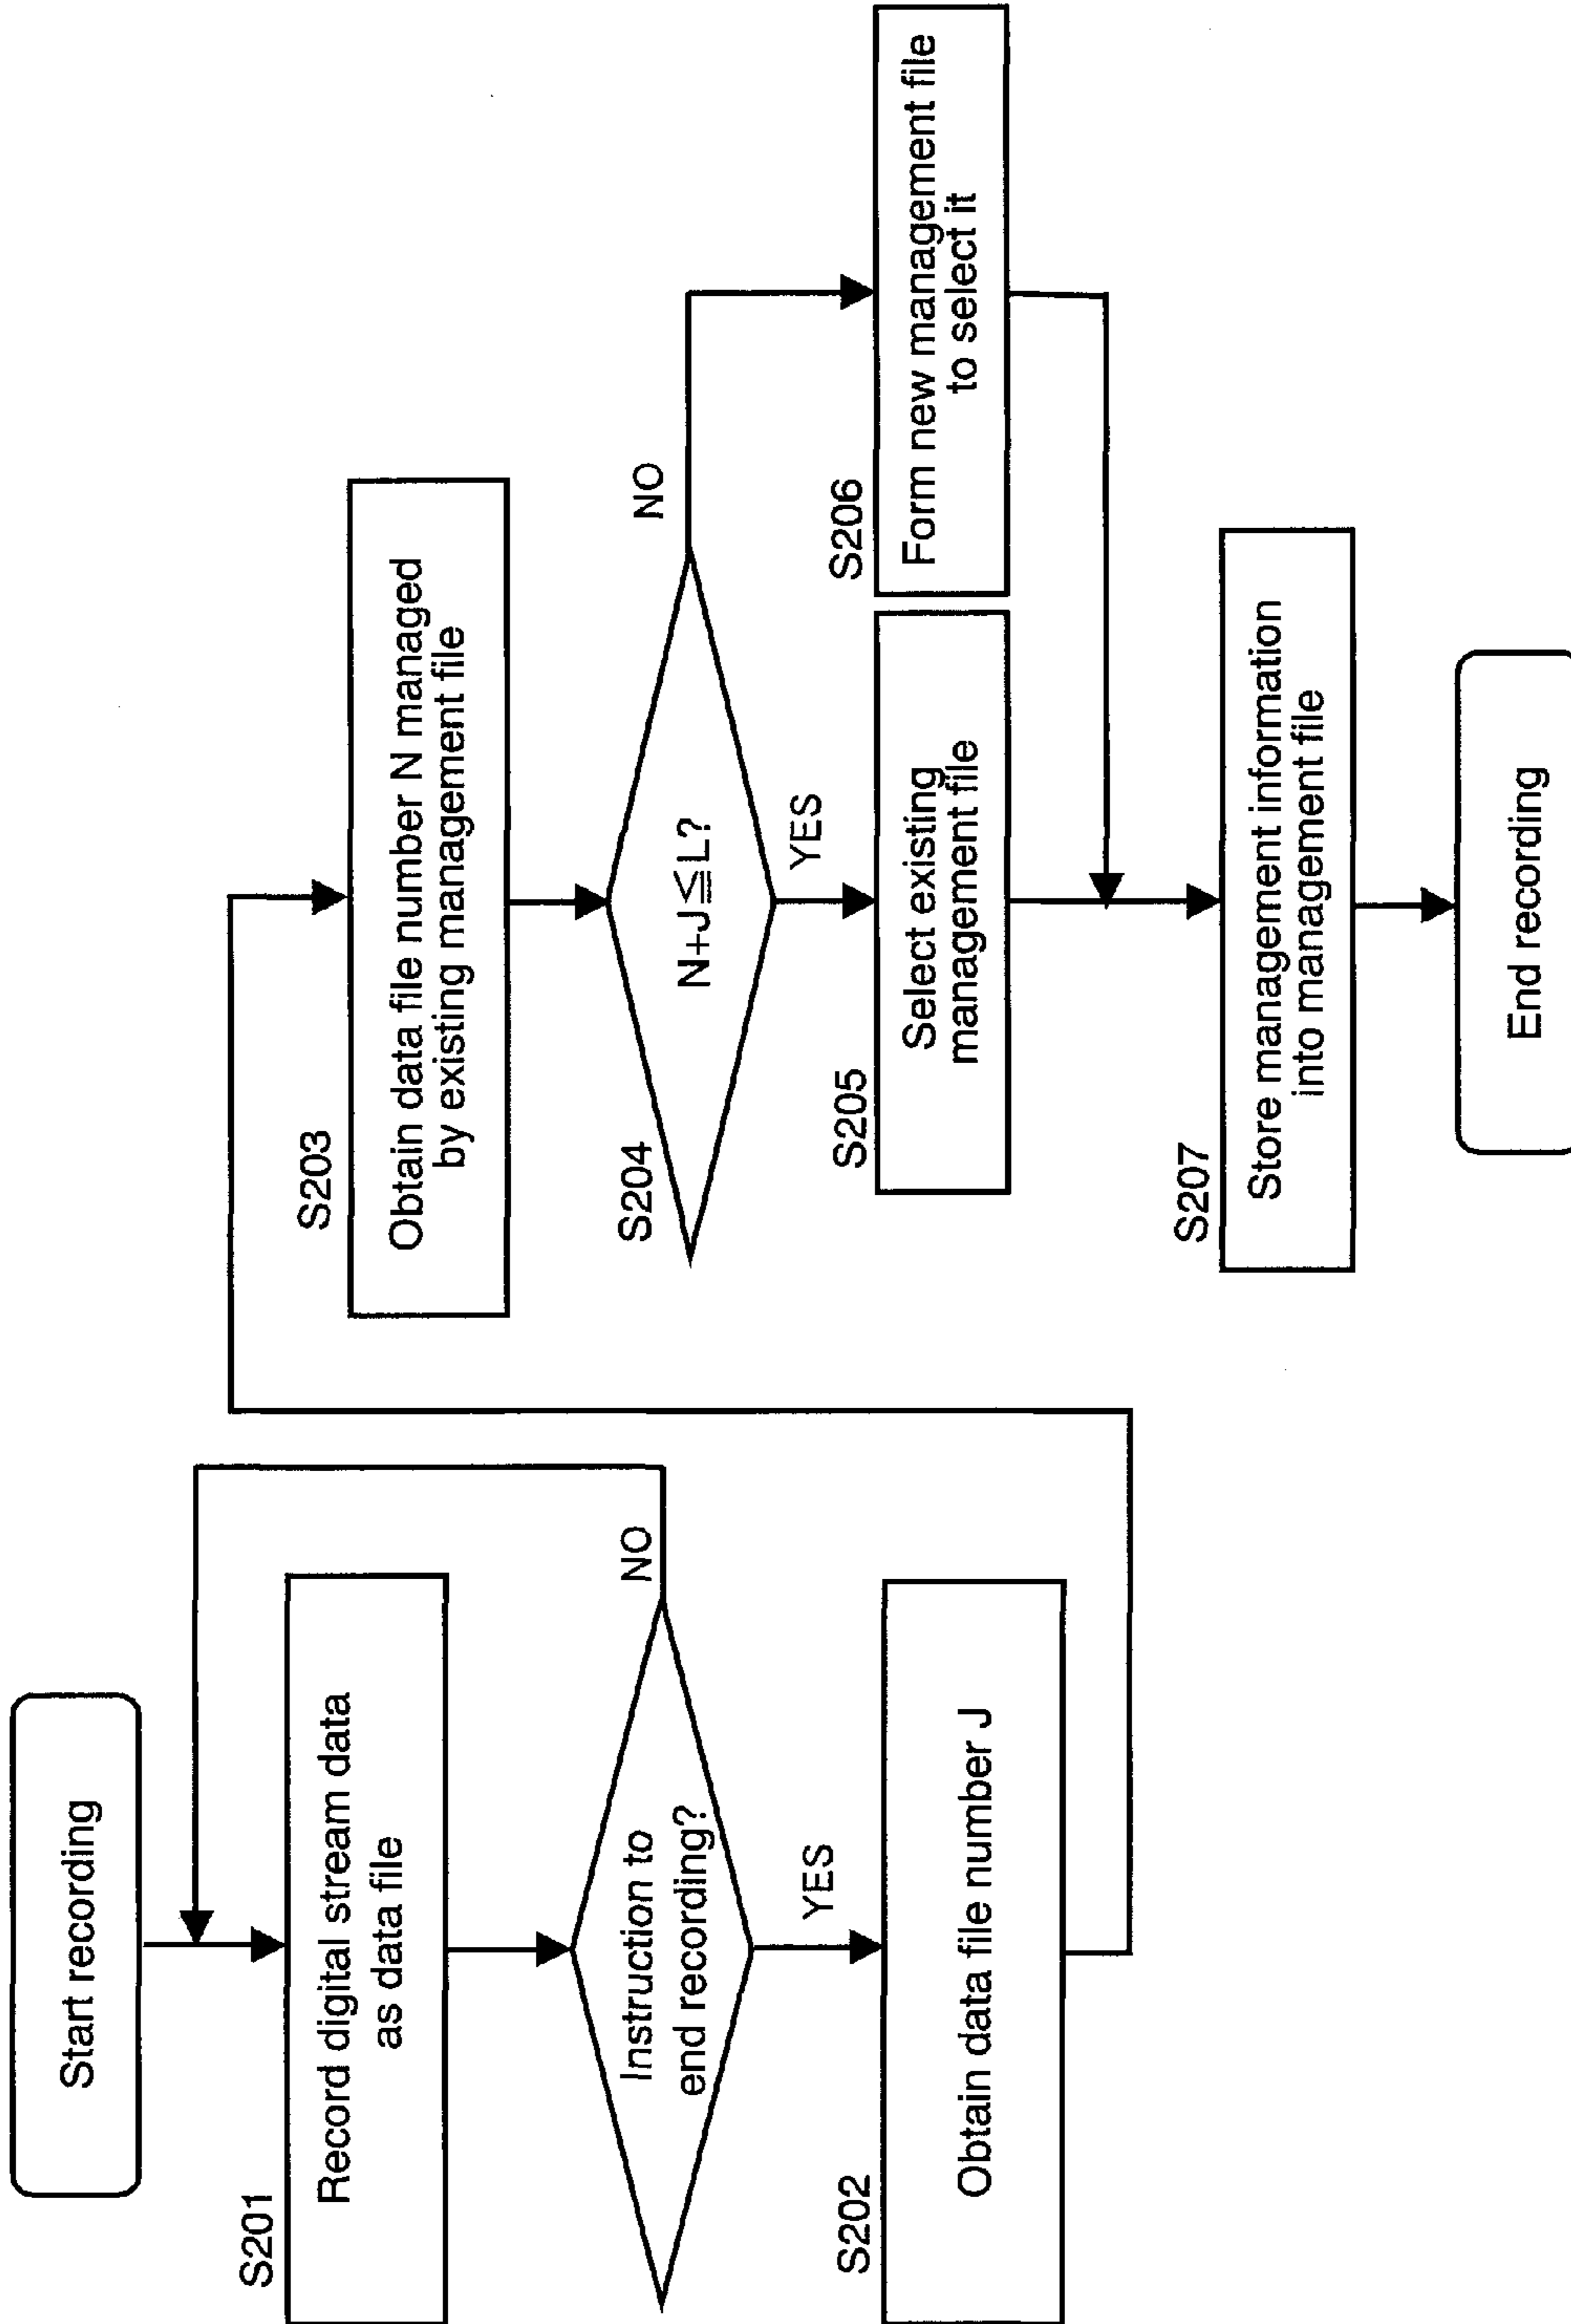 Start recording
S201
Record digital stream data
as data file
Instruction to
end recording?
NO
YES
S202
Obtain data file number J
S203
Obtain data file number N managed
by existing management file
S204
N+J≦L?
NO
YES
S205
Select existing
management file
S206
Form new management file
to select it
S207
Store management information
into management file
End recording